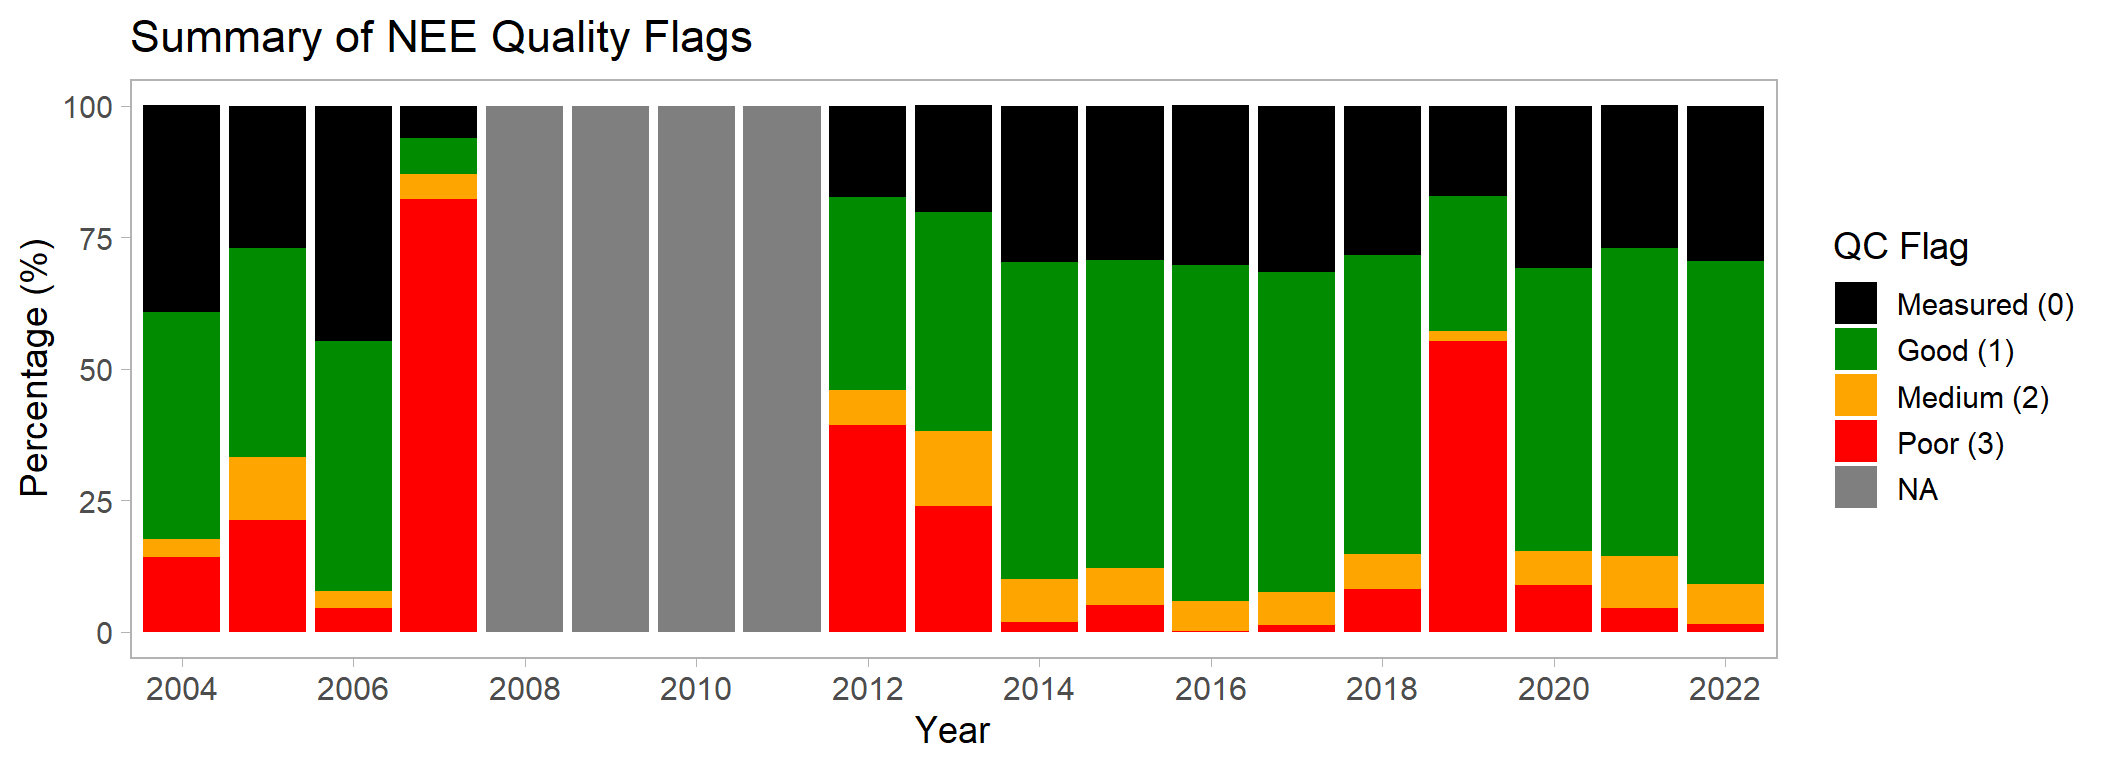 Summary of NEE Quality Flags
Percentage (%)
100
75
50
25
0
2004 2006 2008 2010 2012 2014 2016 2018 2020 2022
Year
QC Flag
Measured (0)
Good (1)
Medium (2)
Poor (3)
NA